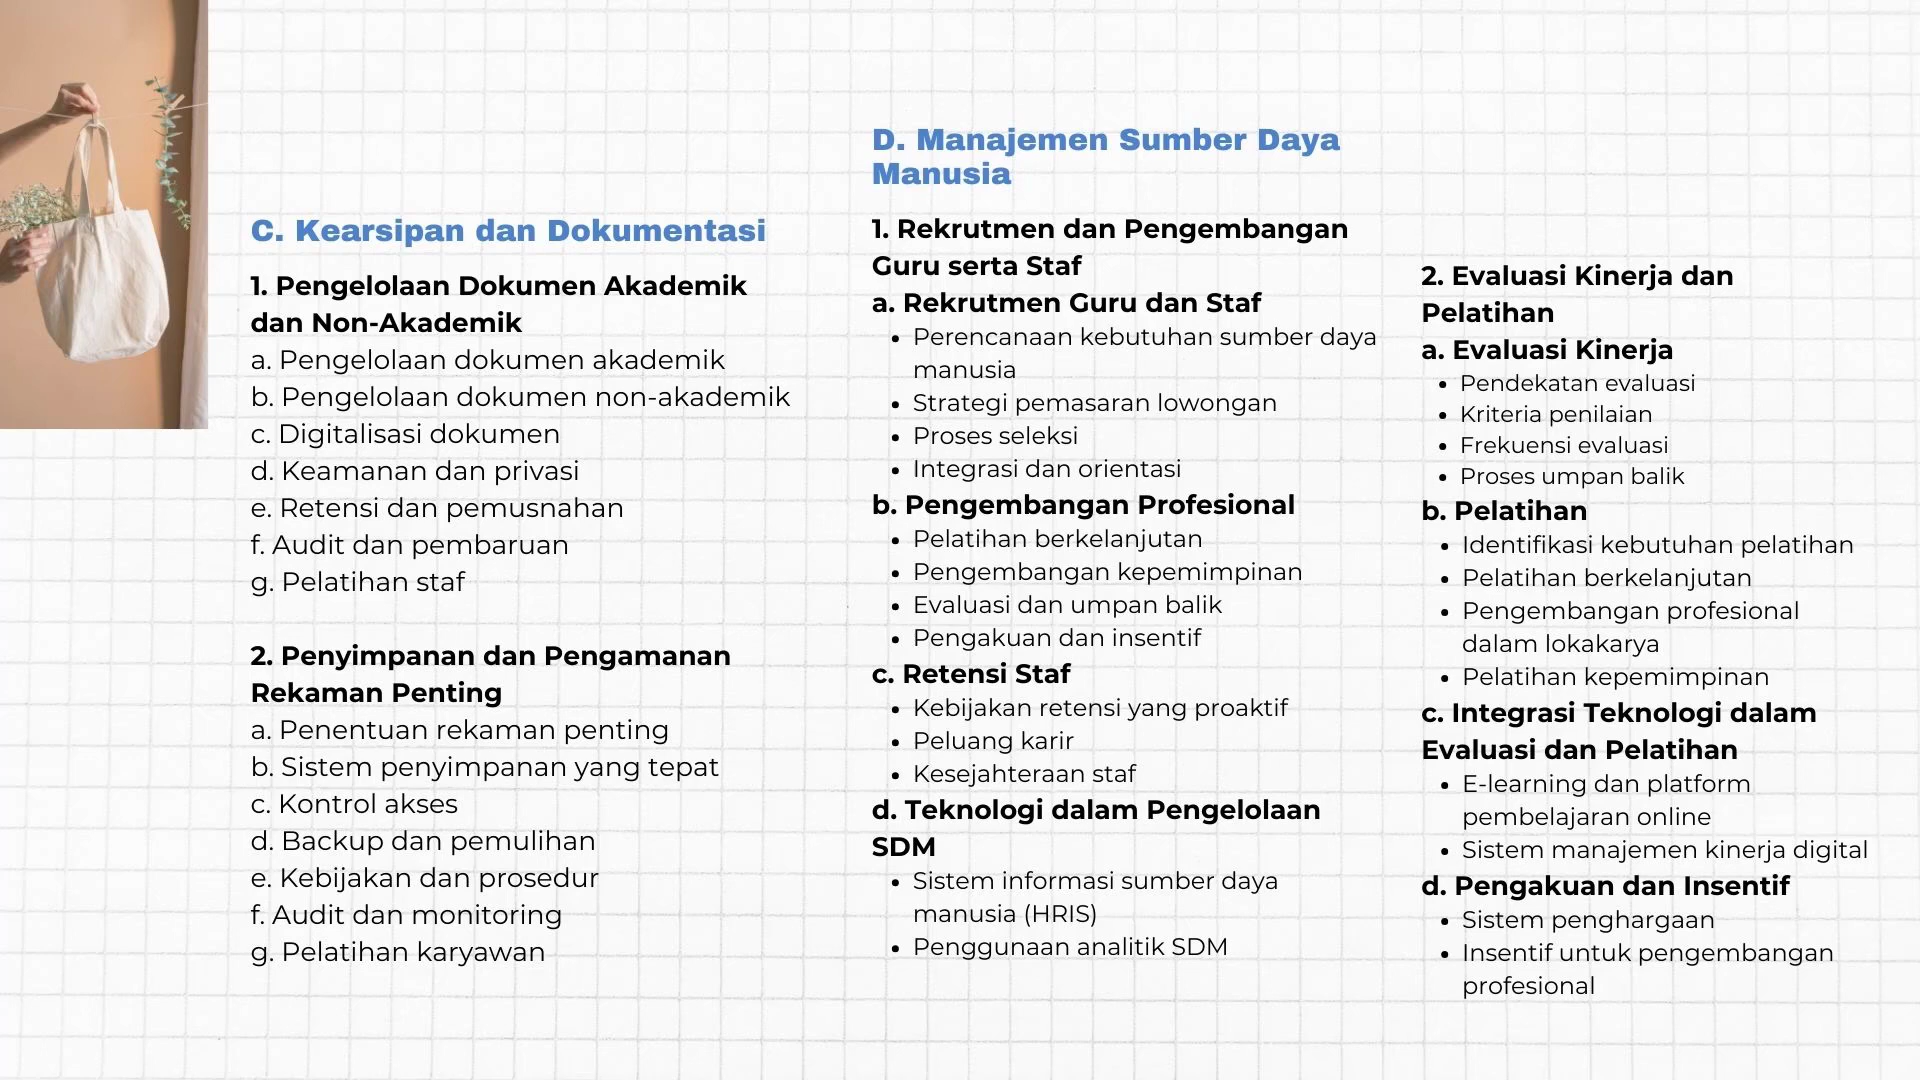 C. Kearsipan dan Dokumentasi
1. Pengelolaan Dokumen Akademik
dan Non-Akademik
a. Pengelolaan dokumen akademik
b. Pengelolaan dokumen non-akademik
c. Digitalisasi dokumen
d. Keamanan dan privasi
e. Retensi dan pemusnahan
f. Audit dan pembaruan
g. Pelatihan staf
2. Penyimpanan dan Pengamanan
Rekaman Penting
a. Penentuan rekaman penting
b. Sistem penyimpanan yang tepat
c. Kontrol akses
d. Backup dan pemulihan
e. Kebijakan dan prosedur
f. Audit dan monitoring
g. Pelatihan karyawan
D. Manajemen Sumber Daya
Manusia
1. Rekrutmen dan Pengembangan
Guru serta Staf
a. Rekrutmen Guru dan Staf
• Perencanaan kebutuhan sumber daya
manusia
• Strategi pemasaran lowongan
• Proses seleksi
• Integrasi dan orientasi
b. Pengembangan Profesional
• Pelatihan berkelanjutan
• Pengembangan kepemimpinan
• Evaluasi dan umpan balik
• Pengakuan dan insentif
c. Retensi Staf
• Kebijakan retensi yang proaktif
• Peluang karir
• Kesejahteraan staf
d. Teknologi dalam Pengelolaan
SDM
• Sistem informasi sumber daya
manusia (HRIS)
• Penggunaan analitik SDM
2. Evaluasi Kinerja dan
Pelatihan
a. Evaluasi Kinerja
• Pendekatan evaluasi
• Kriteria penilaian
• Frekuensi evaluasi
• Proses umpan balik
b. Pelatihan
• Identifikasi kebutuhan pelatihan
• Pelatihan berkelanjutan
• Pengembangan profesional
dalam lokakarya
• Pelatihan kepemimpinan
c. Integrasi Teknologi dalam
Evaluasi dan Pelatihan
• E-learning dan platform
pembelajaran online
• Sistem manajemen kinerja digital
d. Pengakuan dan Insentif
• Sistem penghargaan
• Insentif untuk pengembangan
profesional